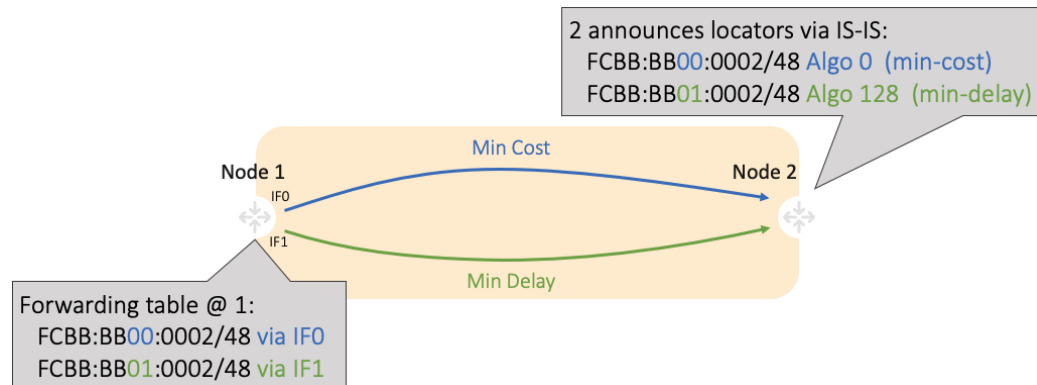 2 announces locators via IS-IS:
FCBB:BB00:0002/48 Algo 0 (min-cost)
FCBB:BB01:0002/48 Algo 128 (min-delay)
Min Cost
Node 1
Node 2
IF0
IF1
Min Delay
Forwarding table @ 1:
FCBB:BB00:0002/48 via IF0
FCBB:BB01:0002/48 via IF1